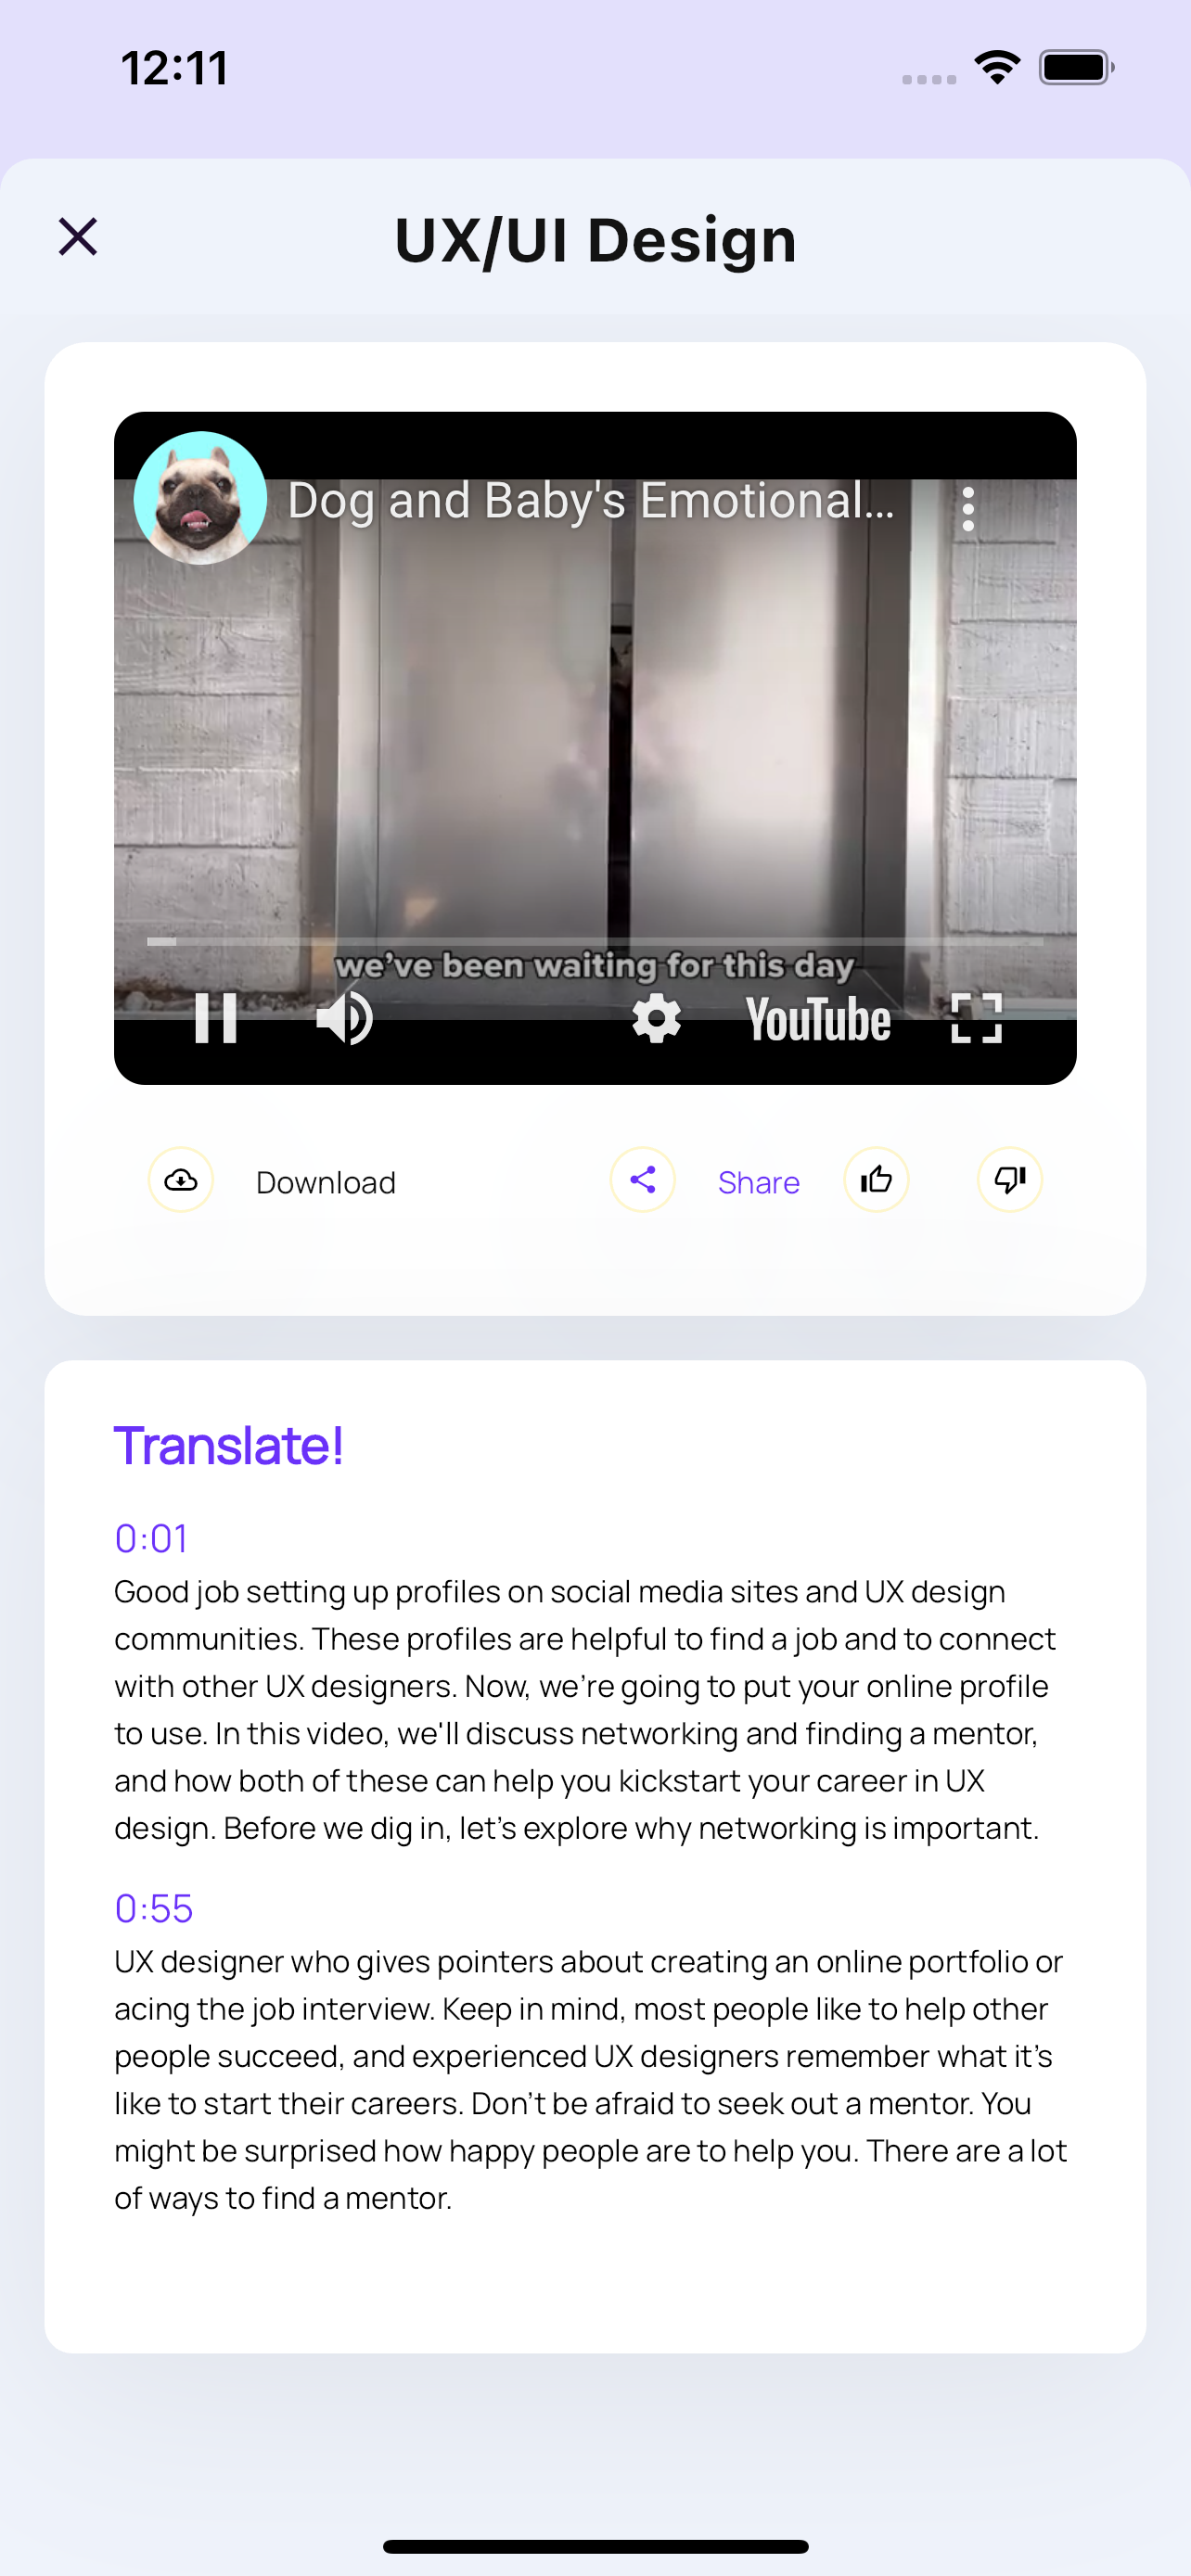 12:11
UX/UI Design
Dog and Baby's Emotional...
we've been waiting for this day
YouTube
Download
Share
Translate!
0:01
Good job setting up profiles on social media sites and UX design
communities. These profiles are helpful to find a job and to connect
with other UX designers. Now, we’re going to put your online profile
to use. In this video, we'll discuss networking and finding a mentor,
and how both of these can help you kickstart your career in UX
design. Before we dig in, let’s explore why networking is important.
0:55
UX designer who gives pointers about creating an online portfolio or
acing the job interview. Keep in mind, most people like to help other
people succeed, and experienced UX designers remember what it’s
like to start their careers. Don’t be afraid to seek out a mentor. You
might be surprised how happy people are to help you. There are a lot
of ways to find a mentor.